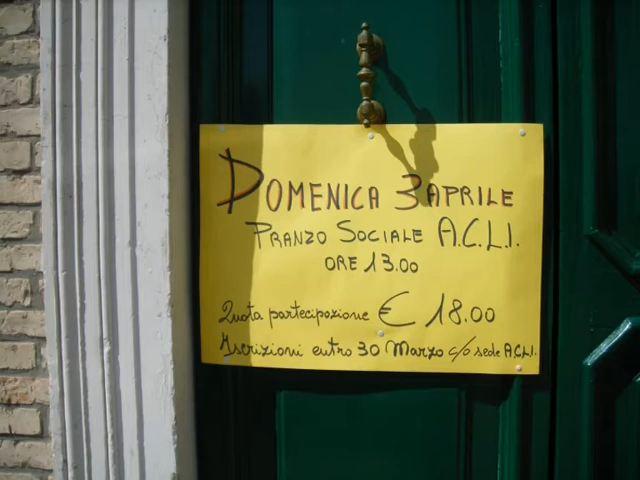 DOMENICA 3 APRILE
PRANZO SOCIALE A.C.L.I.
ORE 13.00
Quota partecipazione € 18.00
Iscrizioni entro 30 Marzo c/o sede A.C.L.I.